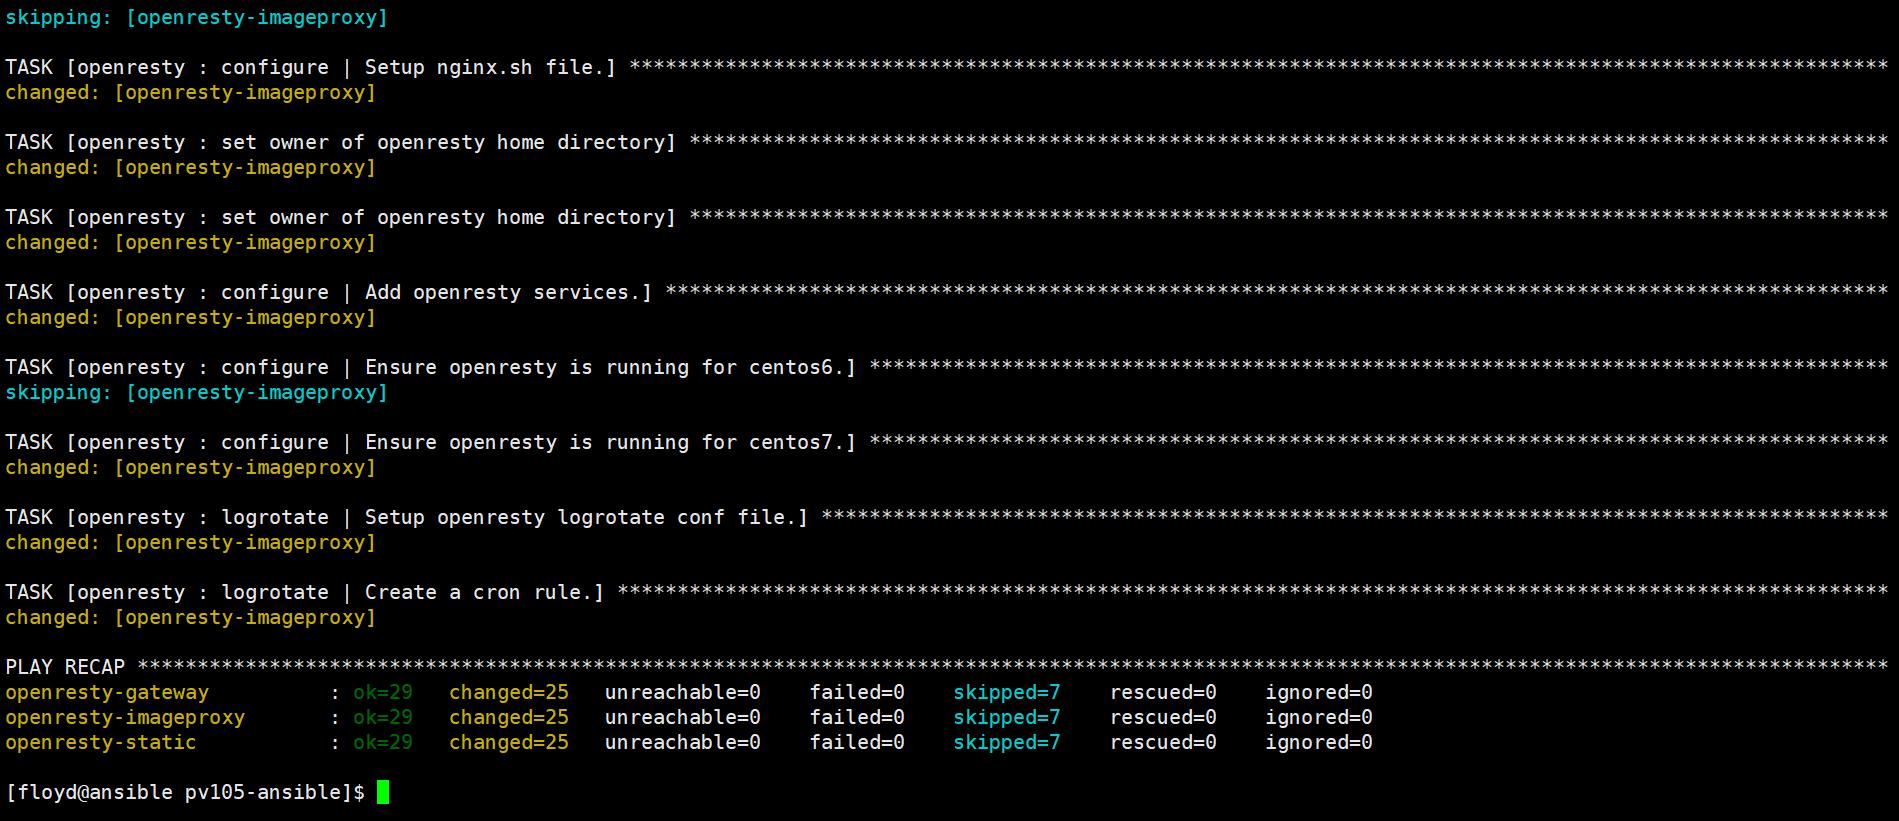 skipping: [openresty-imageproxy]
TASK [openresty : configure | Setup nginx.sh file.] *********************************************************************************************************
changed: [openresty-imageproxy]
TASK [openresty : set owner of openresty home directory] ****************************************************************************************************
changed: [openresty-imageproxy]
TASK [openresty : set owner of openresty home directory] ****************************************************************************************************
changed: [openresty-imageproxy]
TASK [openresty : configure | Add openresty services.] ******************************************************************************************************
changed: [openresty-imageproxy]
TASK [openresty : configure | Ensure openresty is running for centos6.] *************************************************************************************
skipping: [openresty-imageproxy]
TASK [openresty : configure | Ensure openresty is running for centos7.] *************************************************************************************
changed: [openresty-imageproxy]
TASK [openresty : logrotate | Setup openresty logrotate conf file.] *****************************************************************************************
changed: [openresty-imageproxy]
TASK [openresty : logrotate | Create a cron rule.] **********************************************************************************************************
changed: [openresty-imageproxy]
PLAY RECAP **************************************************************************************************************************************************
openresty-gateway          : ok=29   changed=25   unreachable=0    failed=0    skipped=7    rescued=0    ignored=0
openresty-imageproxy       : ok=29   changed=25   unreachable=0    failed=0    skipped=7    rescued=0    ignored=0
openresty-static           : ok=29   changed=25   unreachable=0    failed=0    skipped=7    rescued=0    ignored=0
[floyd@ansible pv105-ansible]$